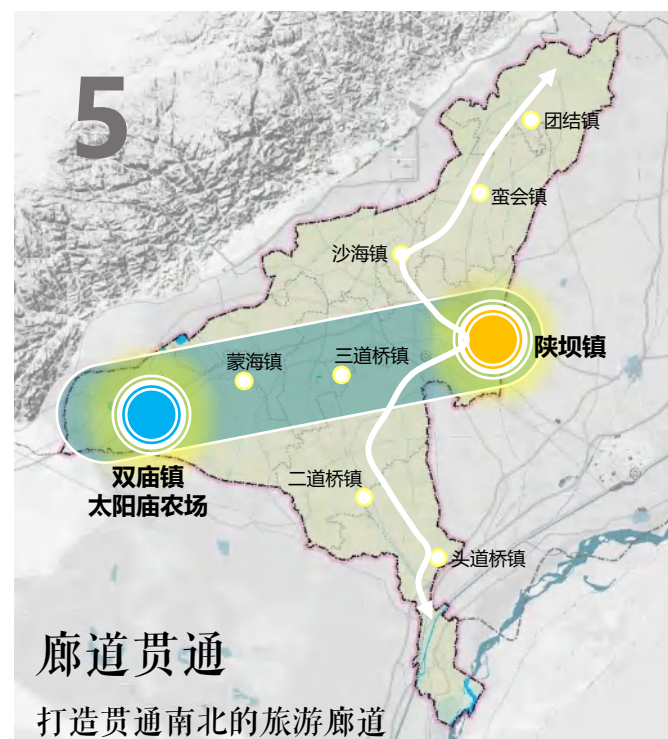 5
团结镇
蛮会镇
沙海镇
陕坝镇
三道桥镇
蒙海镇
双庙镇
太阳庙农场
二道桥镇
头道桥镇
廊道贯通
打造贯通南北的旅游廊道